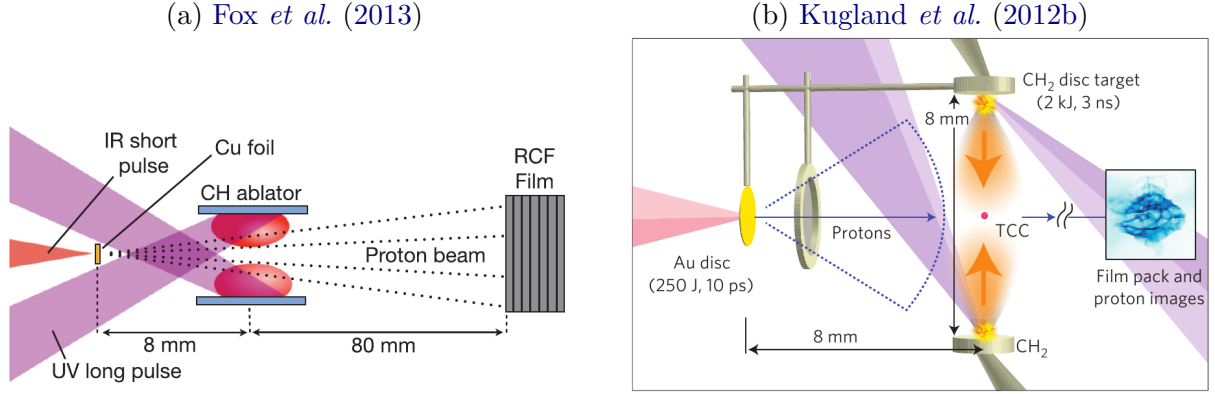 (a) Fox et al. (2013)
IR short
pulse
Cu foil
CH ablator
RCF
Film
Proton beam
8 mm
80 mm
UV long pulse
(b) Kugland et al. (2012b)
CH₂ disc target
(2 kJ, 3 ns)
8 mm
Protons
TCC
Au disc
(250 J, 10 ps)
Film pack and
proton images
8 mm
CH₂